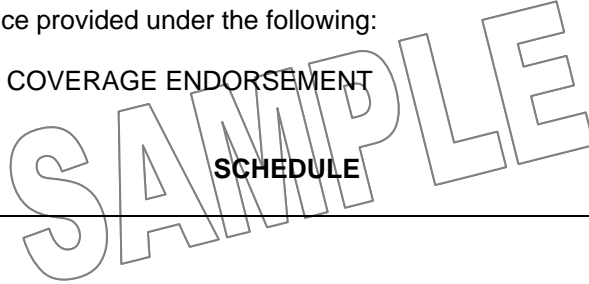 ce provided under the following:
COVERAGE ENDORSEMENT
SCHEDULE
SAMPLE